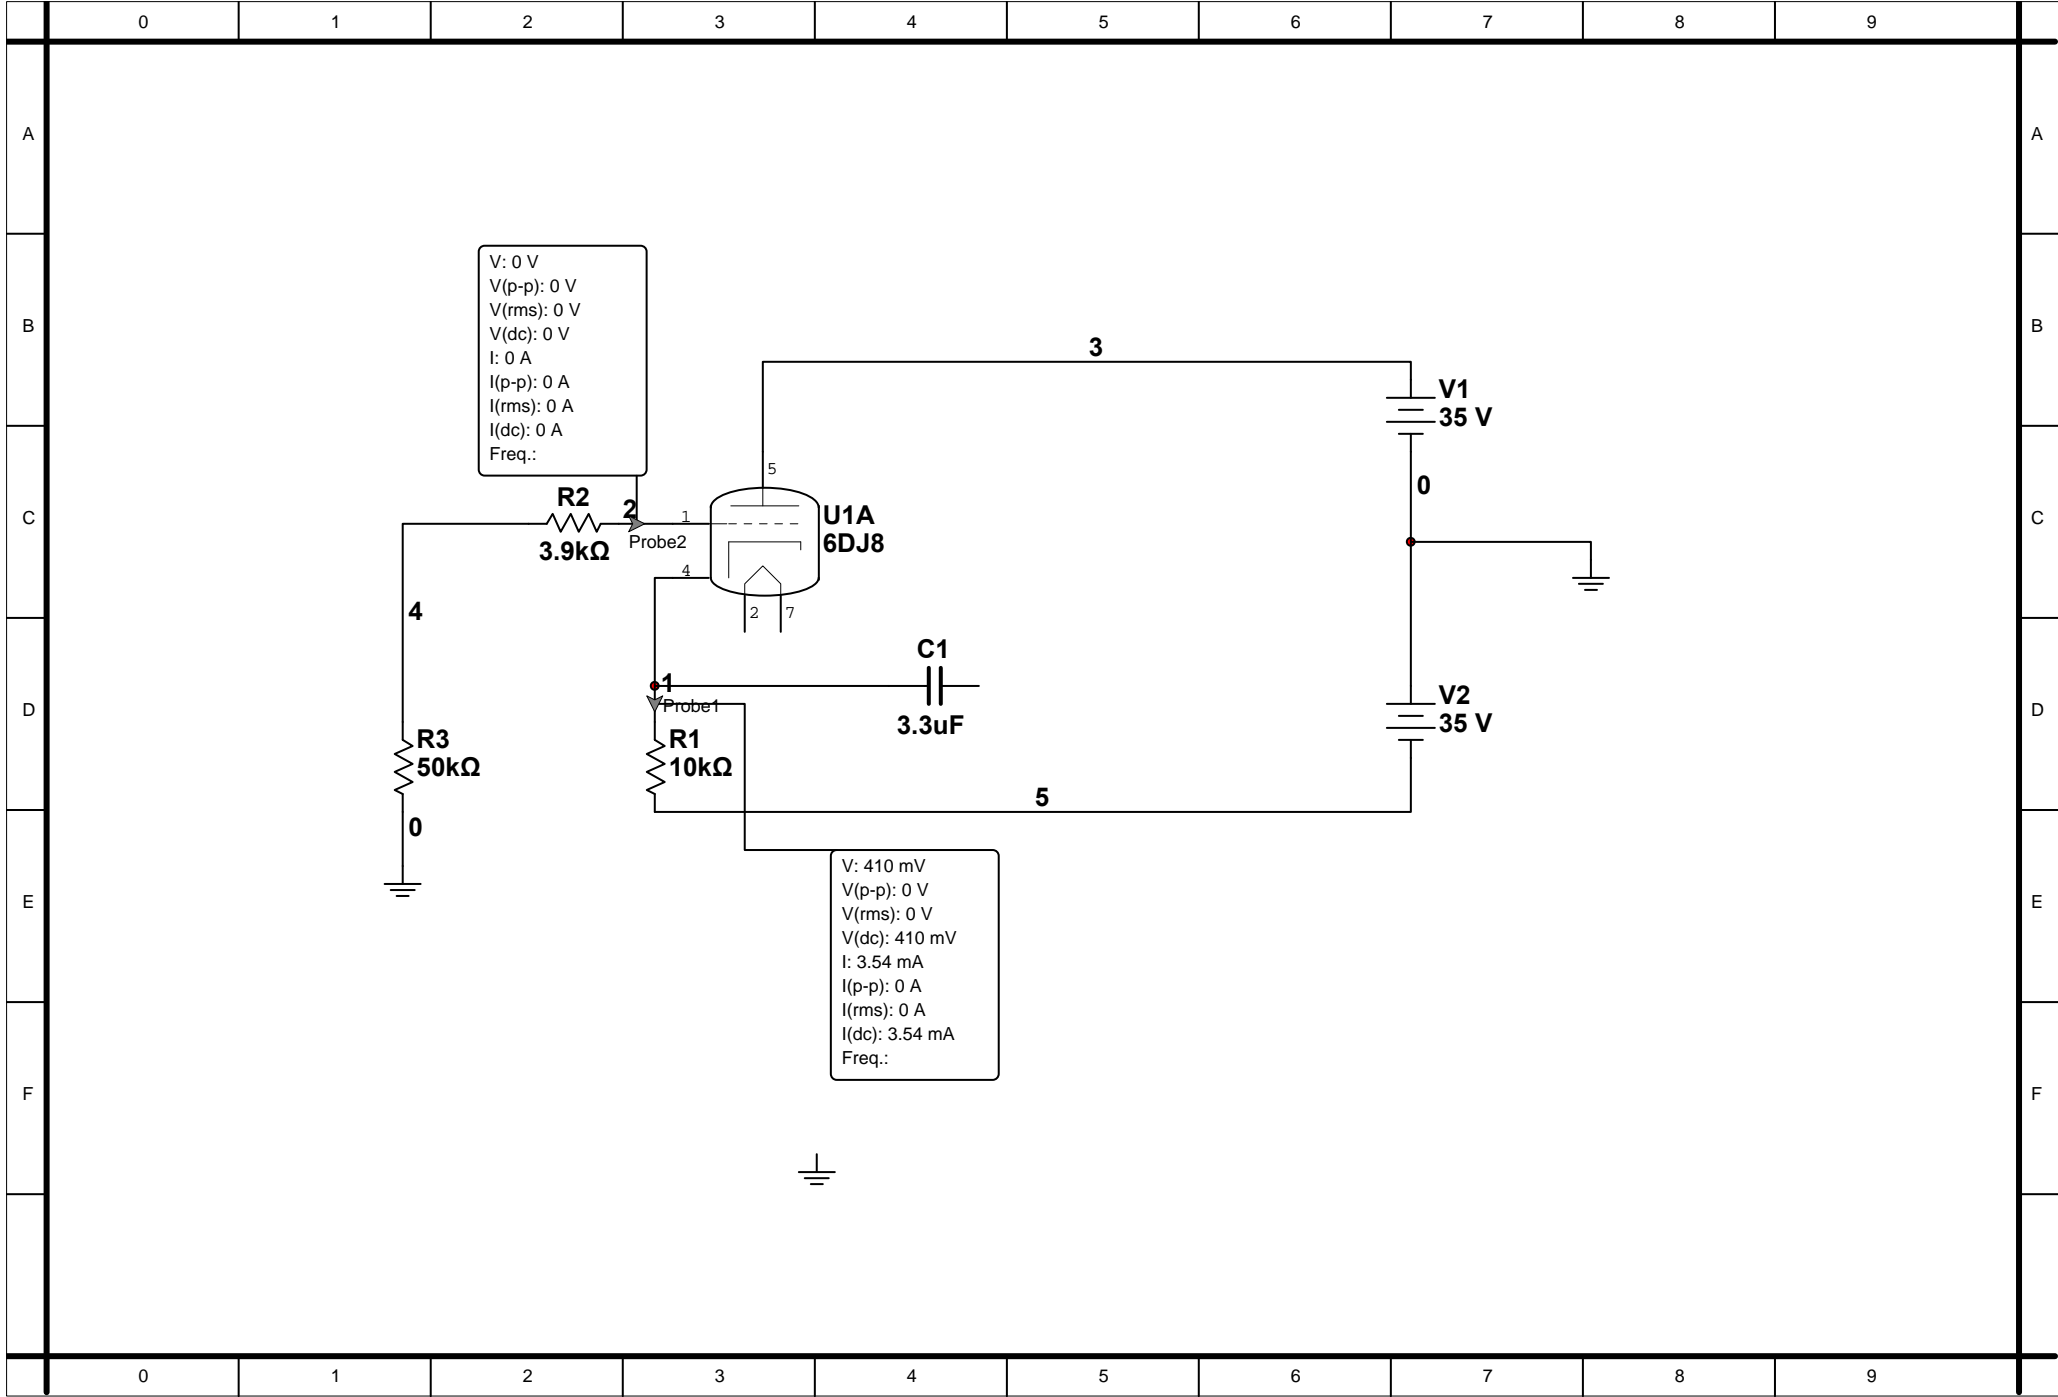 0 1 2 3 4 5 6 7 8 9
A A
V: 0 V
V(p-p): 0 V
V(rms): 0 V
B B
V(dc): 0 V
3
I: 0 A
I(p-p): 0 A
V1
I(rms): 0 A
35 V
I(dc): 0 A
Freq.:
5
0
R2
2
1
U1A
C C
3.9kΩ
Probe2
6DJ8
4
4
2 7
C1
1
V2
Probe1
D D
3.3uF
35 V
R3
R1
50kΩ
10kΩ
5
0
V: 410 mV
V(p-p): 0 V
E E
V(rms): 0 V
V(dc): 410 mV
I: 3.54 mA
I(p-p): 0 A
I(rms): 0 A
I(dc): 3.54 mA
Freq.:
F F
0 1 2 3 4 5 6 7 8 9